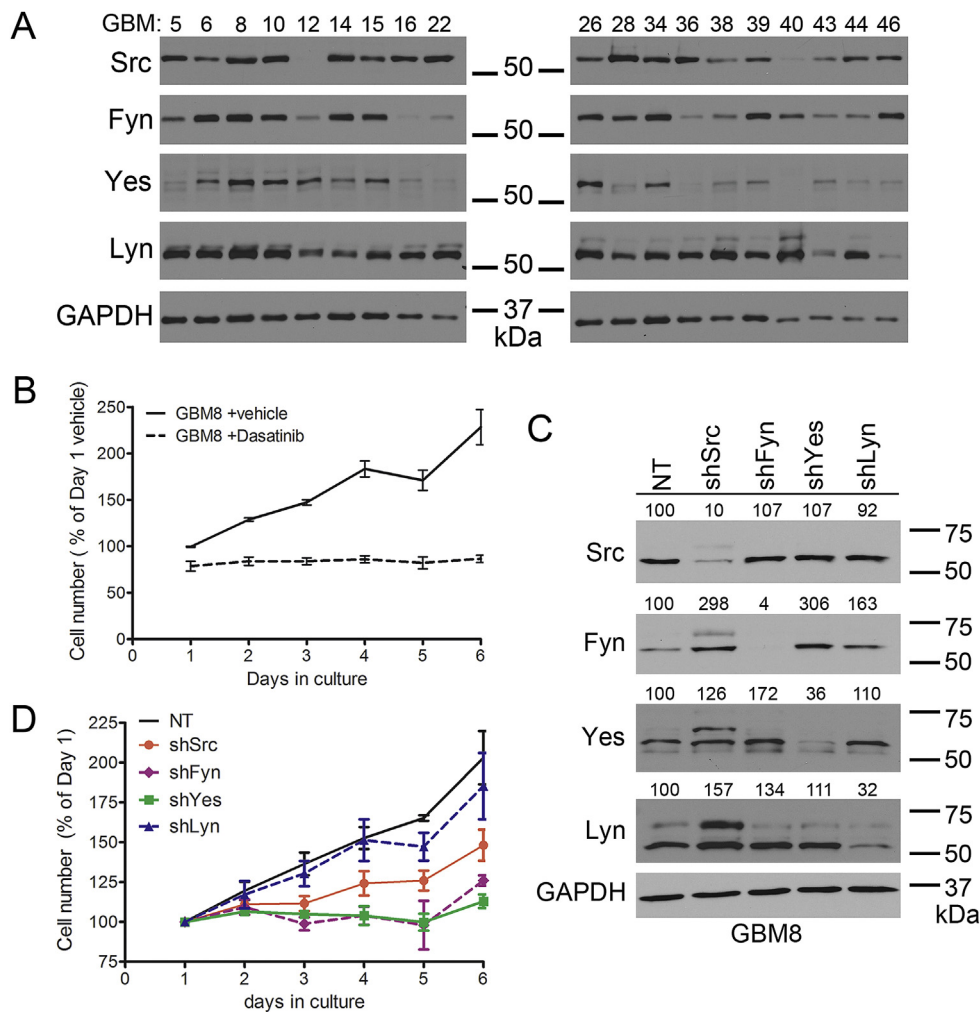 A
GBM: 5 6 8 10 12 14 15 16 22 26 28 34 36 38 39 40 43 44 46
Src 50
Fyn 50
Yes 50
Lyn 50
GAPDH 37
kDa
B
Cell number ( % of Day 1 vehicle)
250
200
150
100
50
0
GBM8 +vehicle
GBM8 +Dasatinib
0 1 2 3 4 5 6
Days in culture
C
NT shSrc shFyn shYes shLyn
100 10 107 107 92
Src 75
50
100 298 4 306 163
Fyn 75
50
100 126 172 36 110
Yes 75
50
100 157 134 111 32
Lyn 75
50
GAPDH 37
kDa
GBM8
D
Cell number (% of Day 1)
225
200
175
150
125
100
75
NT
shSrc
shFyn
shYes
shLyn
0 1 2 3 4 5 6
days in culture